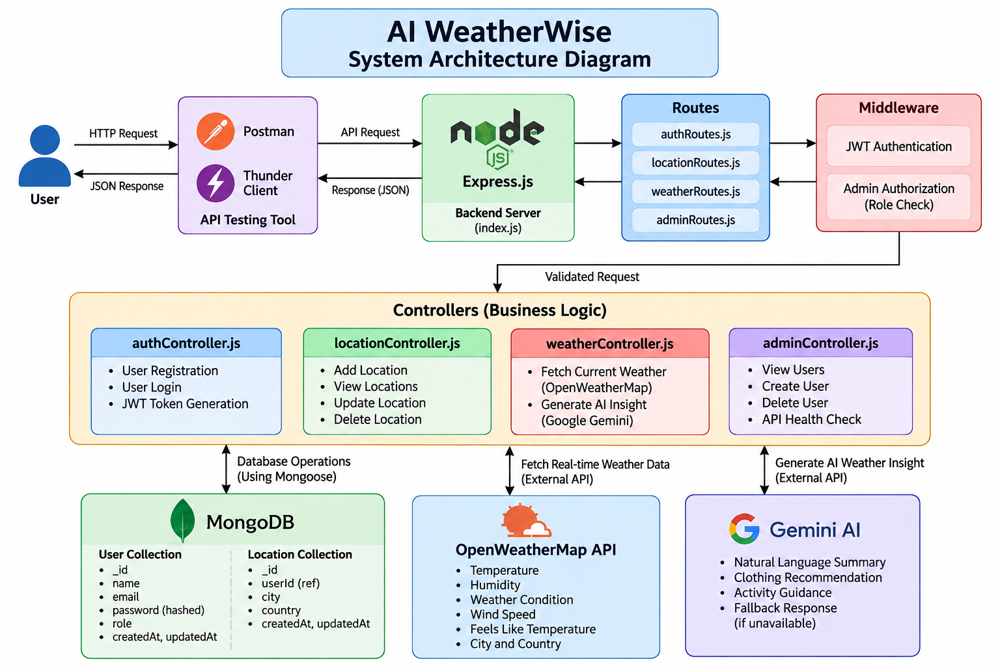 AI WeatherWise
System Architecture Diagram
User
HTTP Request
JSON Response
Postman
Thunder
Client
API Testing Tool
API Request
Response (JSON)
node
JS
Express.js
Backend Server
(index.js)
Routes
authRoutes.js
locationRoutes.js
weatherRoutes.js
adminRoutes.js
Middleware
JWT Authentication
Admin Authorization
(Role Check)
Validated Request
Controllers (Business Logic)
authController.js
• User Registration
• User Login
• JWT Token Generation
locationController.js
• Add Location
• View Locations
• Update Location
• Delete Location
weatherController.js
• Fetch Current Weather
(OpenWeatherMap)
• Generate AI Insight
(Google Gemini)
adminController.js
• View Users
• Create User
• Delete User
• API Health Check
Database Operations
(Using Mongoose)
Fetch Real-time Weather Data
(External API)
Generate AI Weather Insight
(External API)
MongoDB
User Collection
• _id
• name
• email
• password (hashed)
• role
• createdAt, updatedAt
Location Collection
• _id
• userId (ref)
• city
• country
• createdAt, updatedAt
OpenWeatherMap API
• Temperature
• Humidity
• Weather Condition
• Wind Speed
• Feels Like Temperature
• City and Country
G
Gemini AI
• Natural Language Summary
• Clothing Recommendation
• Activity Guidance
• Fallback Response
(if unavailable)